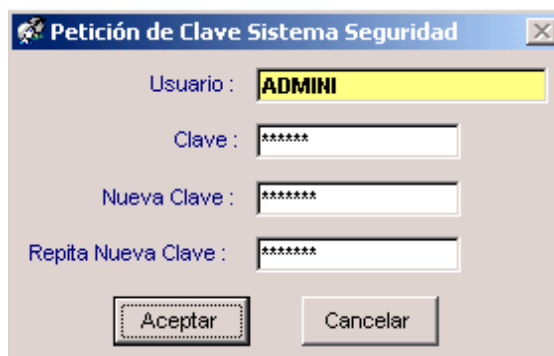 Petición de Clave Sistema Seguridad
Usuario : ADMINI
Clave : ******
Nueva Clave : *******
Repita Nueva Clave : *******
Aceptar Cancelar